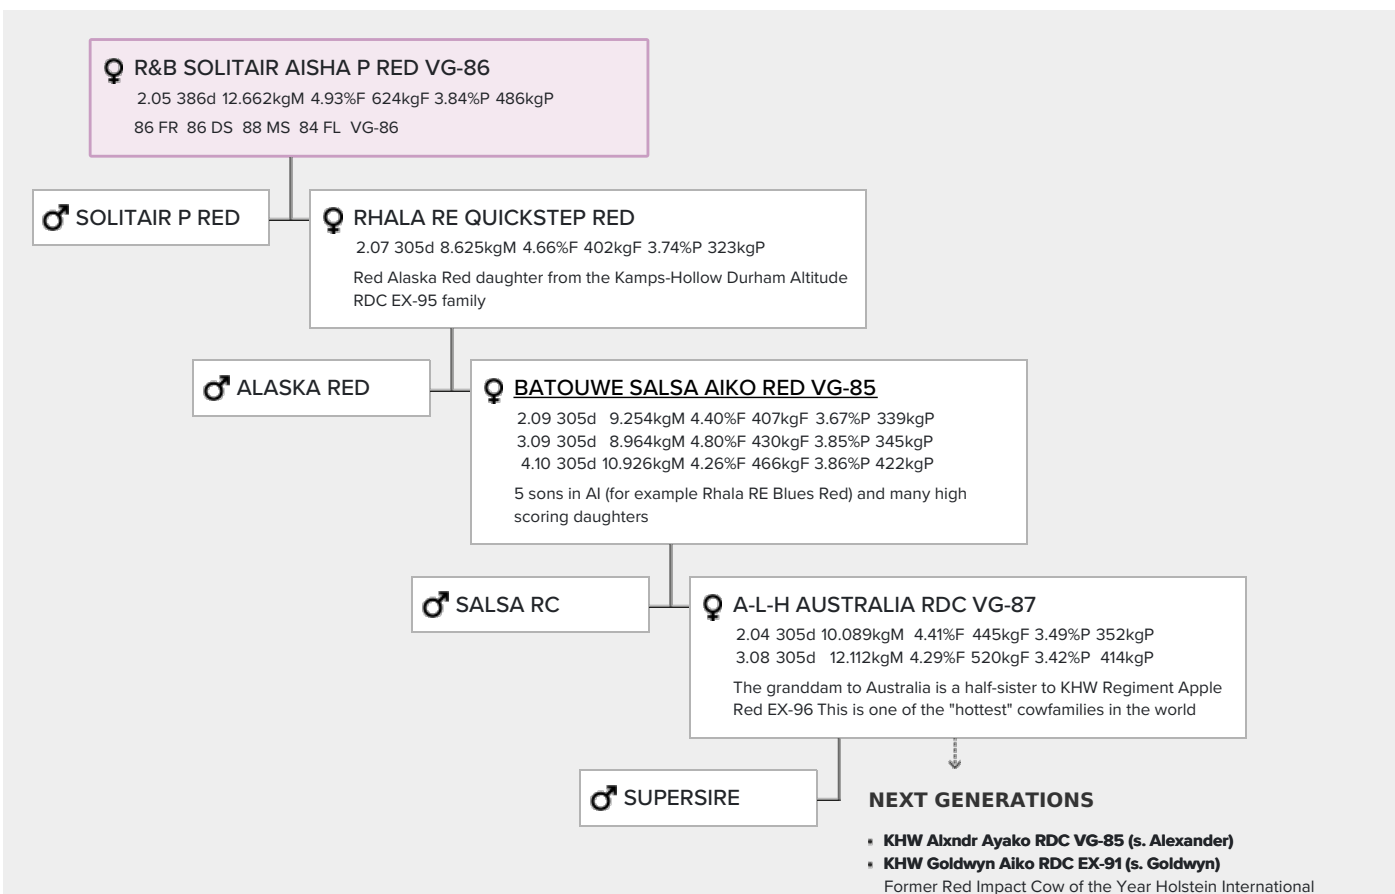 R&B SOLITAIR AISHA P RED VG-86
2.05 386d 12.662kgM 4.93%F 624kgF 3.84%P 486kgP
86 FR 86 DS 88 MS 84 FL VG-86
SOLITAIR P RED
RHALA RE QUICKSTEP RED
2.07 305d 8.625kgM 4.66%F 402kgF 3.74%P 323kgP
Red Alaska Red daughter from the Kamps-Hollow Durham Altitude
RDC EX-95 family
ALASKA RED
BATOUWE SALSA AIKO RED VG-85
2.09 305d 9.254kgM 4.40%F 407kgF 3.67%P 339kgP
3.09 305d 8.964kgM 4.80%F 430kgF 3.85%P 345kgP
4.10 305d 10.926kgM 4.26%F 466kgF 3.86%P 422kgP
5 sons in AI (for example Rhala RE Blues Red) and many high
scoring daughters
SALSA RC
A-L-H AUSTRALIA RDC VG-87
2.04 305d 10.089kgM 4.41%F 445kgF 3.49%P 352kgP
3.08 305d 12.112kgM 4.29%F 520kgF 3.42%P 414kgP
The granddam to Australia is a half-sister to KHW Regiment Apple
Red EX-96 This is one of the "hottest" cowfamilies in the world
SUPERSIRE
NEXT GENERATIONS
KHW Alxndr Ayako RDC VG-85 (s. Alexander)
KHW Goldwyn Aiko RDC EX-91 (s. Goldwyn)
Former Red Impact Cow of the Year Holstein International